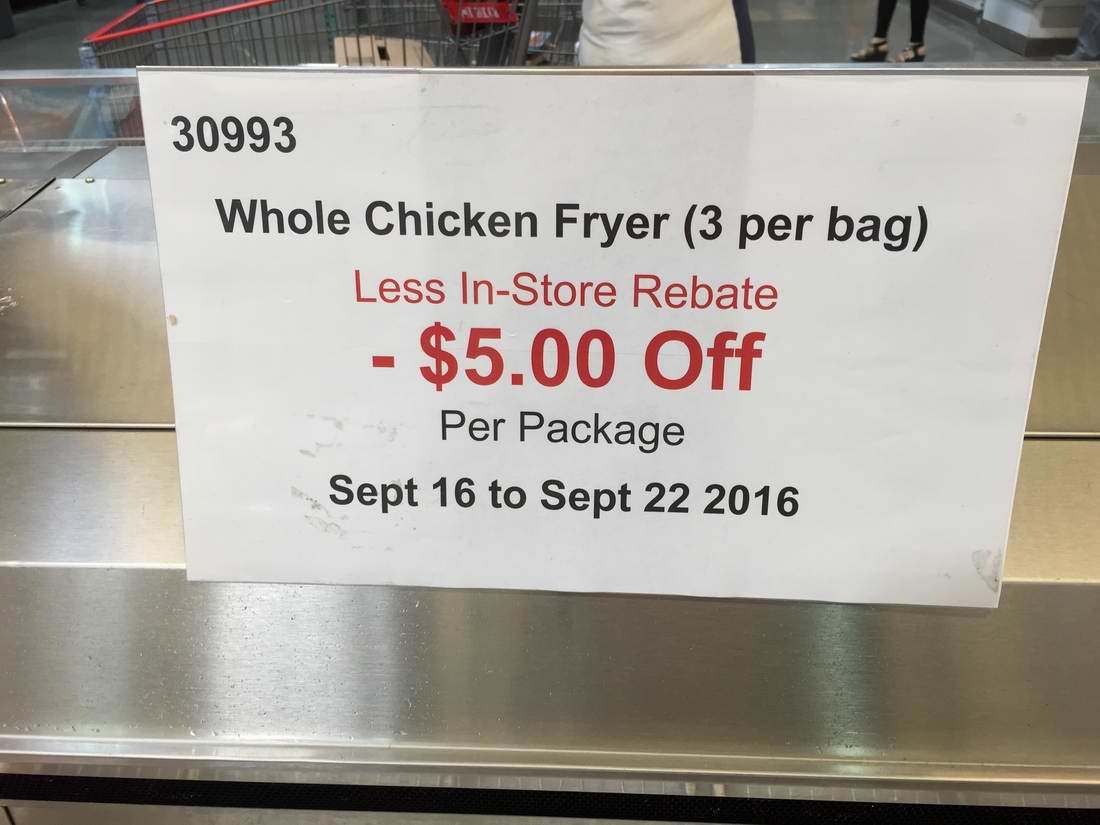 30993
Whole Chicken Fryer (3 per bag)
Less In-Store Rebate
- $5.00 Off
Per Package
Sept 16 to Sept 22 2016